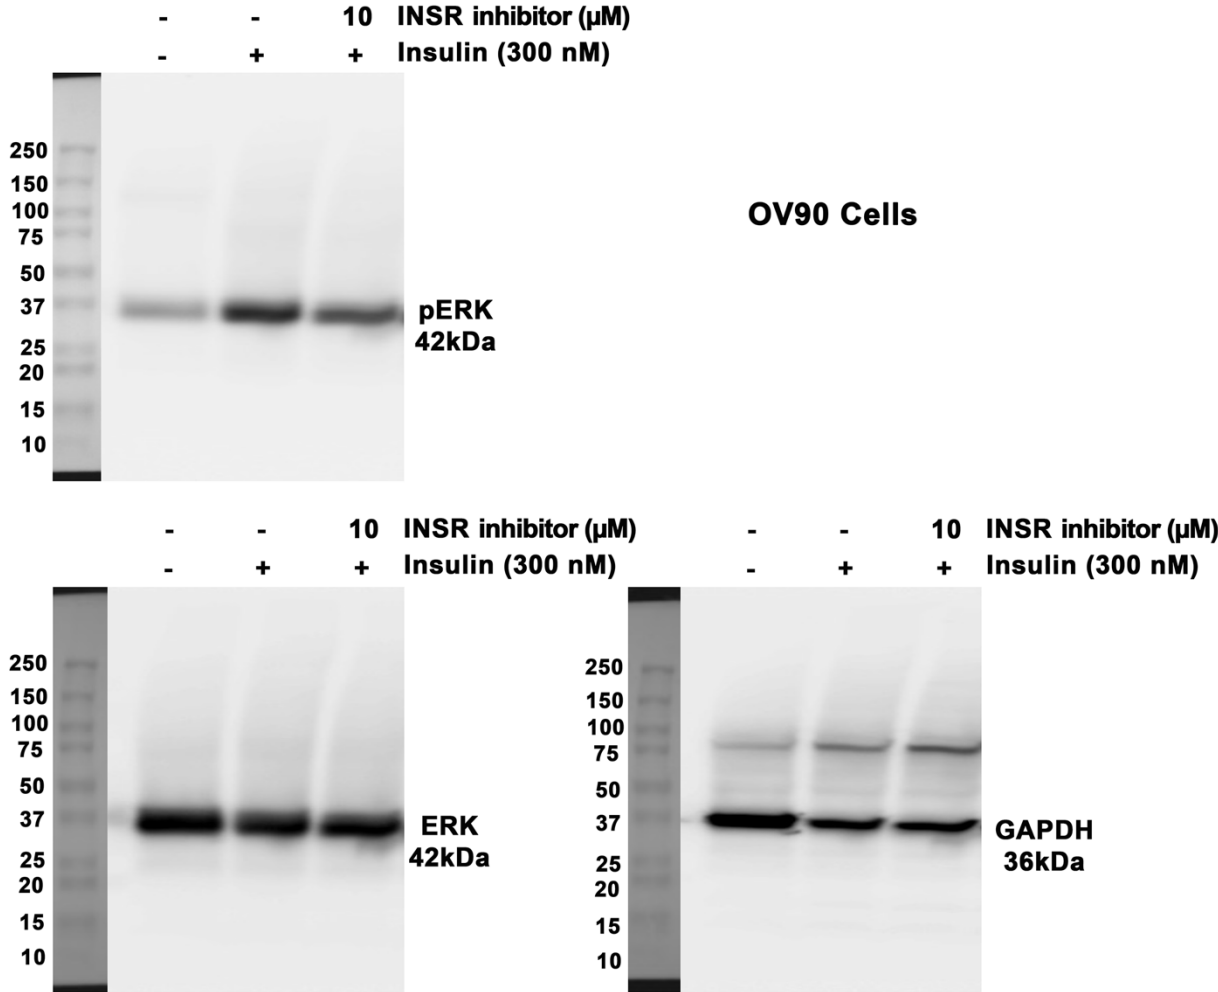 - - 10 INSR inhibitor (µM)
- + + Insulin (300 nM)
250
150
100
75
50
37
25
20
15
10
pERK
42kDa
OV90 Cells
- - 10 INSR inhibitor (µM)
- + + Insulin (300 nM)
250
150
100
75
50
37
25
20
15
10
ERK
42kDa
- - 10 INSR inhibitor (µM)
- + + Insulin (300 nM)
250
150
100
75
50
37
25
20
15
10
GAPDH
36kDa